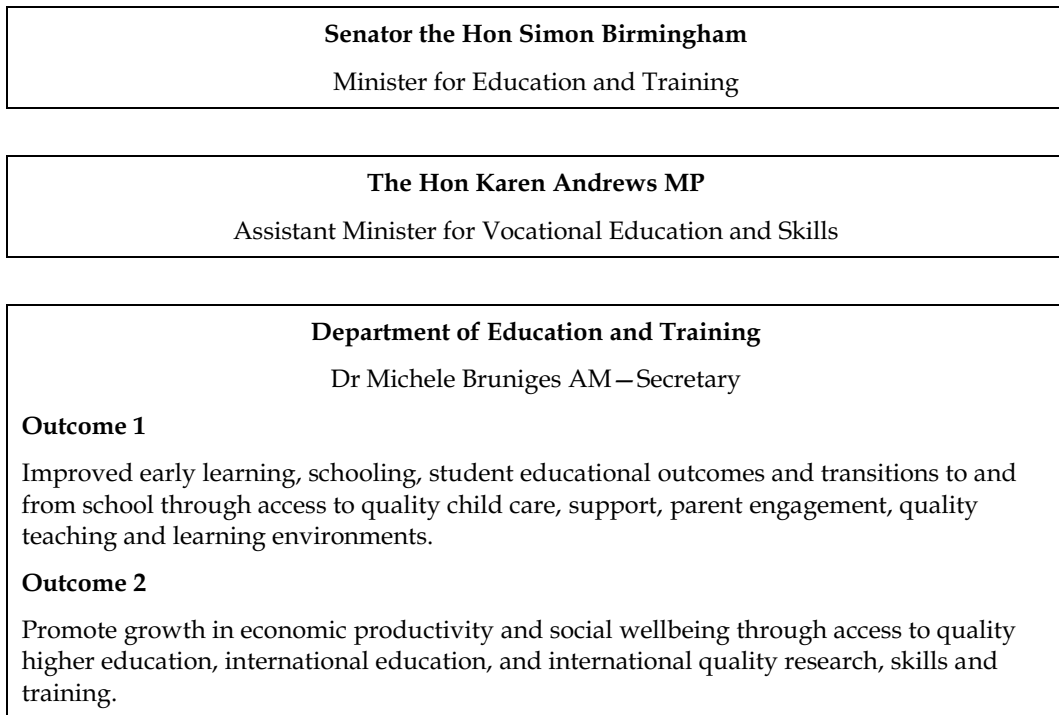 Senator the Hon Simon Birmingham
Minister for Education and Training
The Hon Karen Andrews MP
Assistant Minister for Vocational Education and Skills
Department of Education and Training
Dr Michele Bruniges AM—Secretary
Outcome 1
Improved early learning, schooling, student educational outcomes and transitions to and
from school through access to quality child care, support, parent engagement, quality
teaching and learning environments.
Outcome 2
Promote growth in economic productivity and social wellbeing through access to quality
higher education, international education, and international quality research, skills and
training.